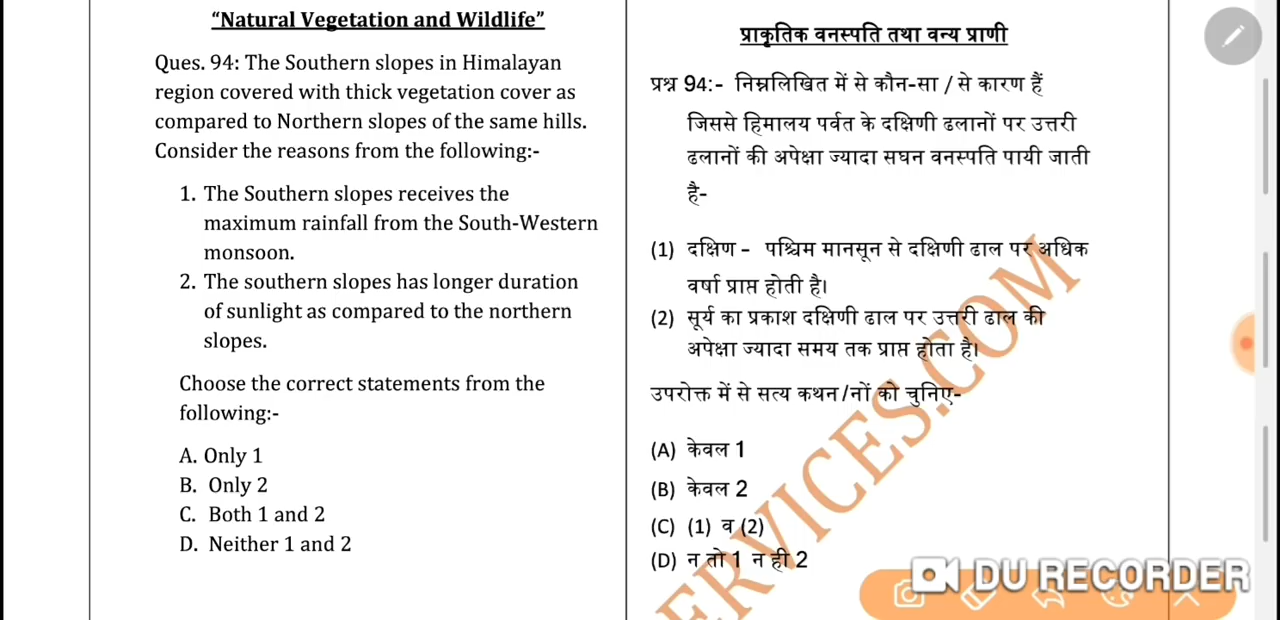 “Natural Vegetation and Wildlife”
Ques. 94: The Southern slopes in Himalayan
region covered with thick vegetation cover as
compared to Northern slopes of the same hills.
Consider the reasons from the following:-
1. The Southern slopes receives the
maximum rainfall from the South-Western
monsoon.
2. The southern slopes has longer duration
of sunlight as compared to the northern
slopes.
Choose the correct statements from the
following:-
A. Only 1
B. Only 2
C. Both 1 and 2
D. Neither 1 and 2
प्राकृतिक वनस्पति तथा वन्य प्राणी
प्रश्न 94:- निम्नलिखित में से कौन-सा / से कारण हैं
जिससे हिमालय पर्वत के दक्षिणी ढलानों पर उत्तरी
ढलानों की अपेक्षा ज्यादा सघन वनस्पति पायी जाती
है-
(1) दक्षिण - पश्चिम मानसून से दक्षिणी ढाल पर अधिक
वर्षा प्राप्त होती है।
(2) सूर्य का प्रकाश दक्षिणी ढाल पर उत्तरी ढाल की
अपेक्षा ज्यादा समय तक प्राप्त होता है।
उपरोक्त में से सत्य कथन/नों को चुनिए-
(A) केवल 1
(B) केवल 2
(C) (1) व (2)
(D) न तो 1 न ही 2
ERVICES.COM
DU RECORDER